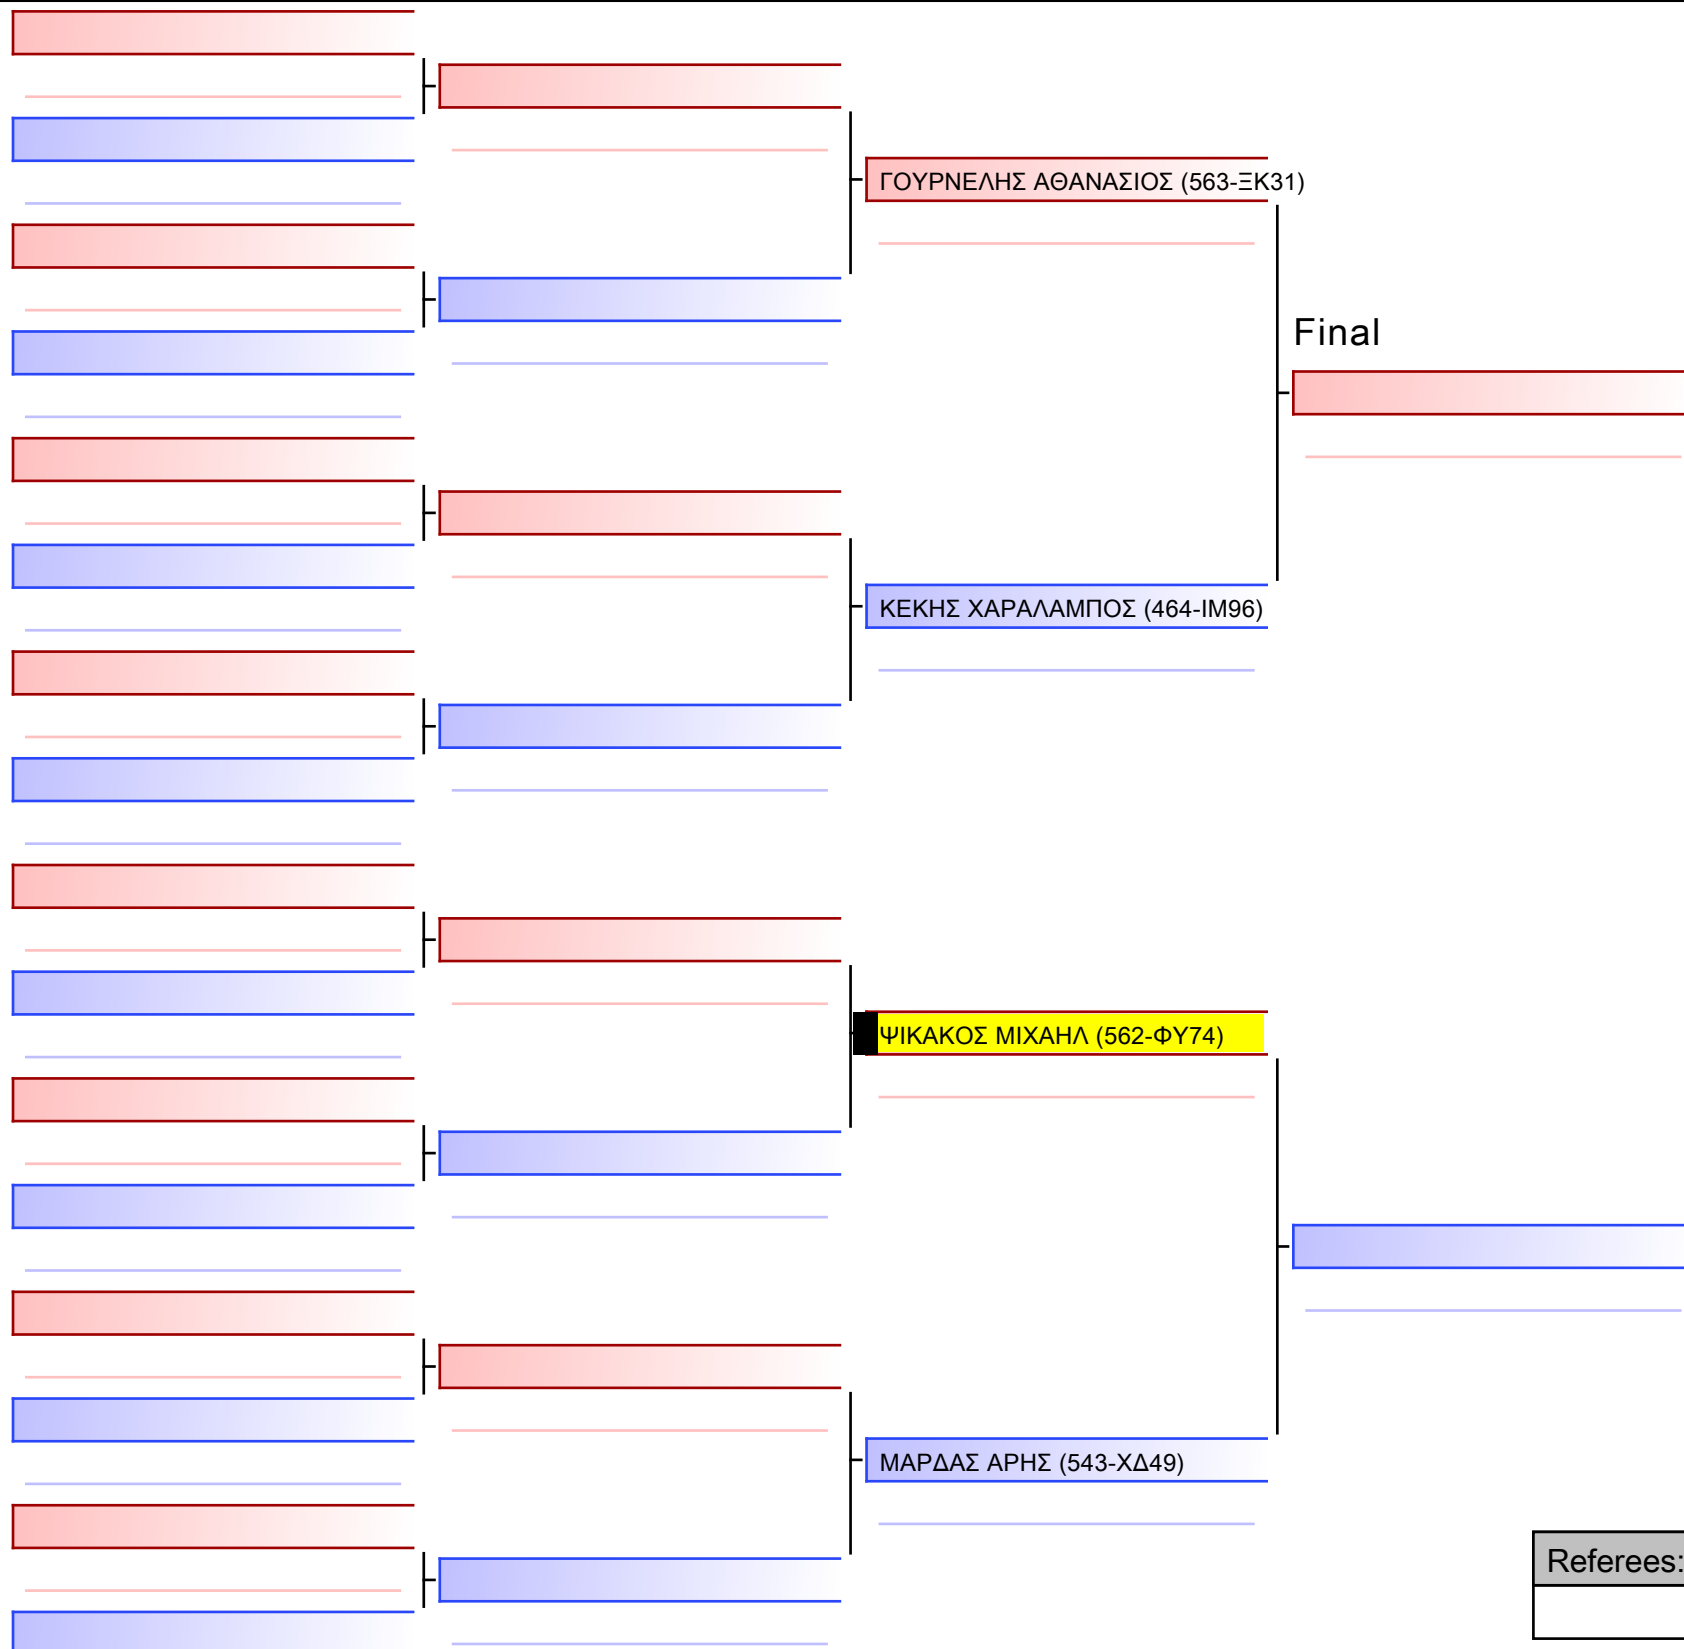 ΓΟΥΡΝΕΛΗΣ ΑΘΑΝΑΣΙΟΣ (563-ΞΚ31)
Final
ΚΕΚΗΣ ΧΑΡΑΛΑΜΠΟΣ (464-ΙΜ96)
ΨΙΚΑΚΟΣ ΜΙΧΑΗΛ (562-ΦΥ74)
ΜΑΡΔΑΣ ΑΡΗΣ (543-ΧΔ49)
Referees: